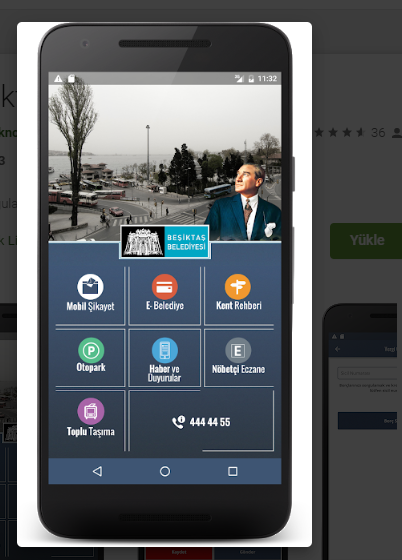 11:32
36
Yükle
BEŞİKTAŞ
BELEDİYESİ
Mobil Şikayet
E- Belediye
Kent Rehberi
Otopark
Haber ve
Duyurular
Nöbetçi Eczane
Toplu Taşıma
444 44 55